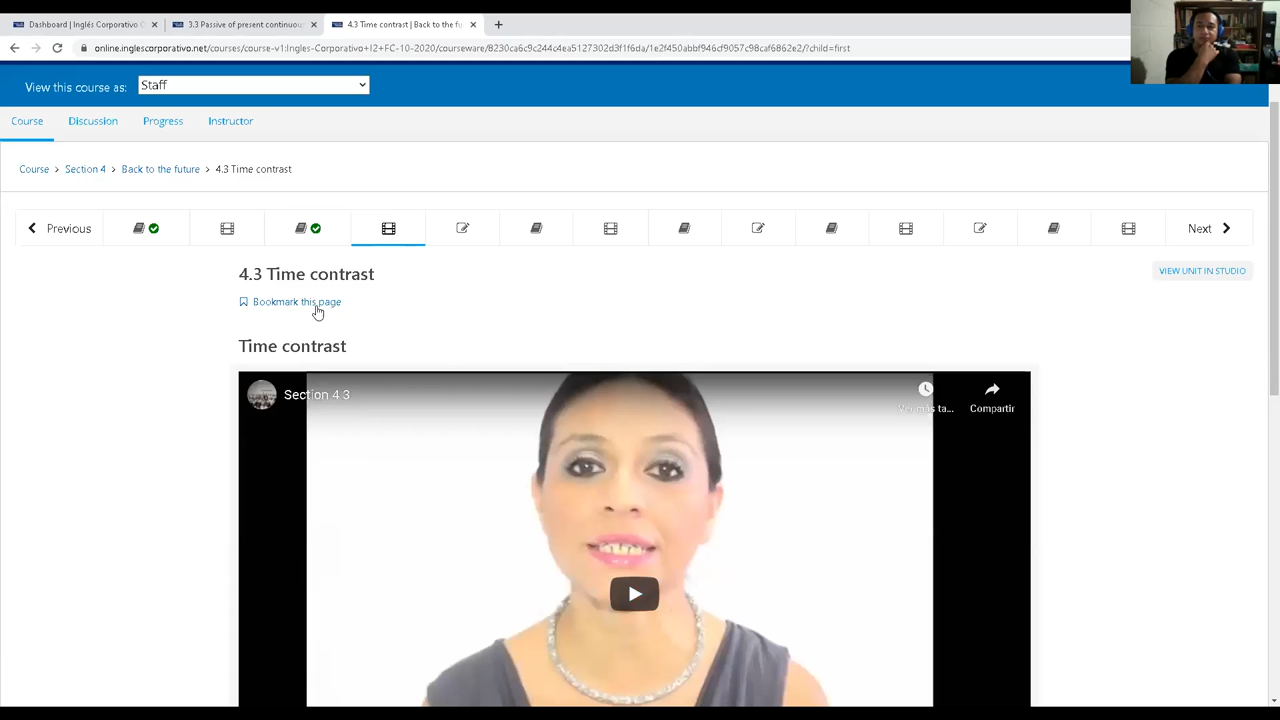 Dashboard | Inglés Corporativo
3.3 Passive of present continuou
4.3 Time contrast | Back to the fu
online.inglescorporativo.net/courses/course-v1:Ingles-Corporativo+I2+FC-10-2020/courseware/8230ca6c9c244c4ea5127302d3f1f6da/1e2f450abbf946cf9057c98caf6862e2/?child=first
View this course as: Staff
Course Discussion Progress Instructor
Course > Section 4 > Back to the future > 4.3 Time contrast
Previous
Next
4.3 Time contrast
VIEW UNIT IN STUDIO
Bookmark this page
Time contrast
Section 4 3
Ver más ta...
Compartir